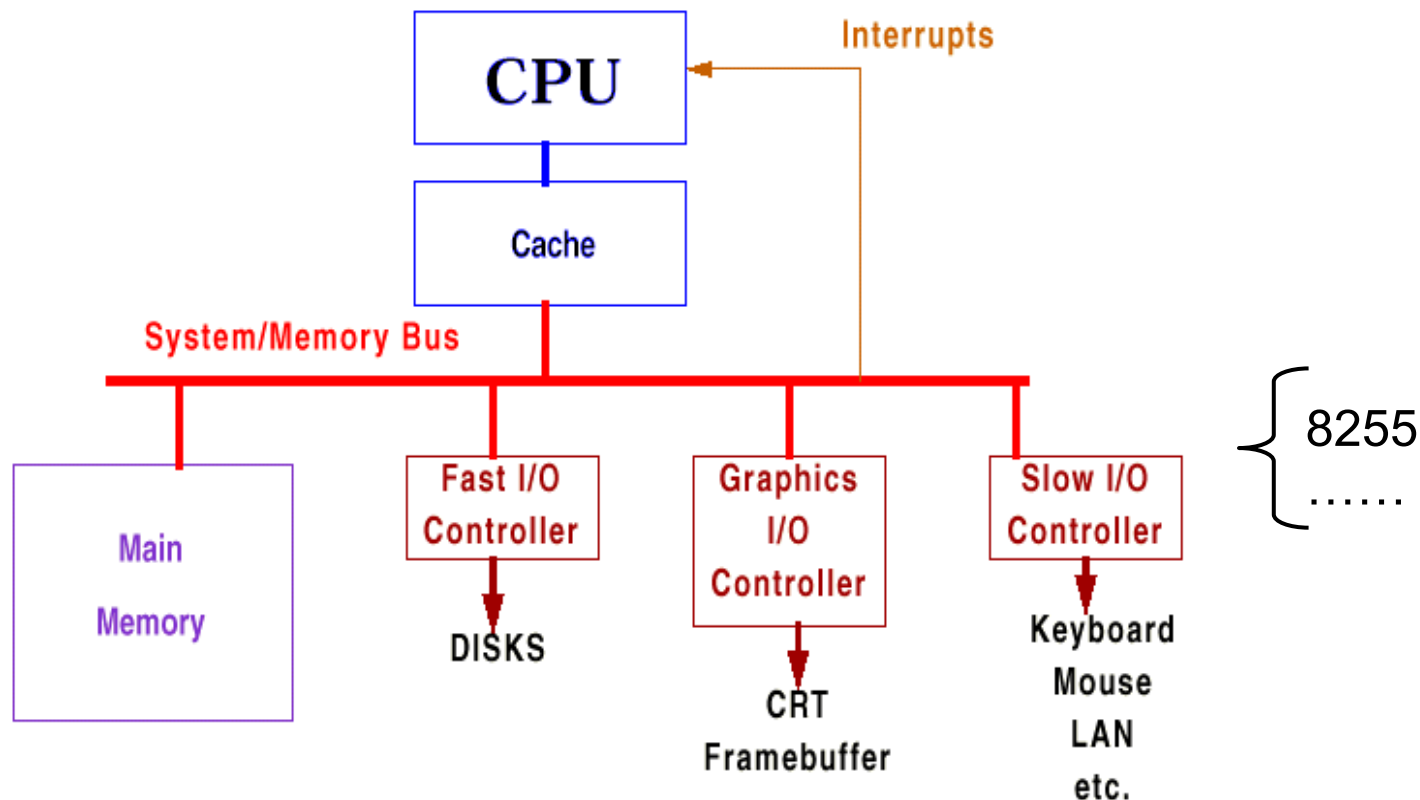 Interrupts
CPU
Cache
System/Memory Bus
Main
Memory
Fast I/O
Controller
DISKS
Graphics
I/O
Controller
CRT
Framebuffer
Slow I/O
Controller
Keyboard
Mouse
LAN
etc.
8255
......